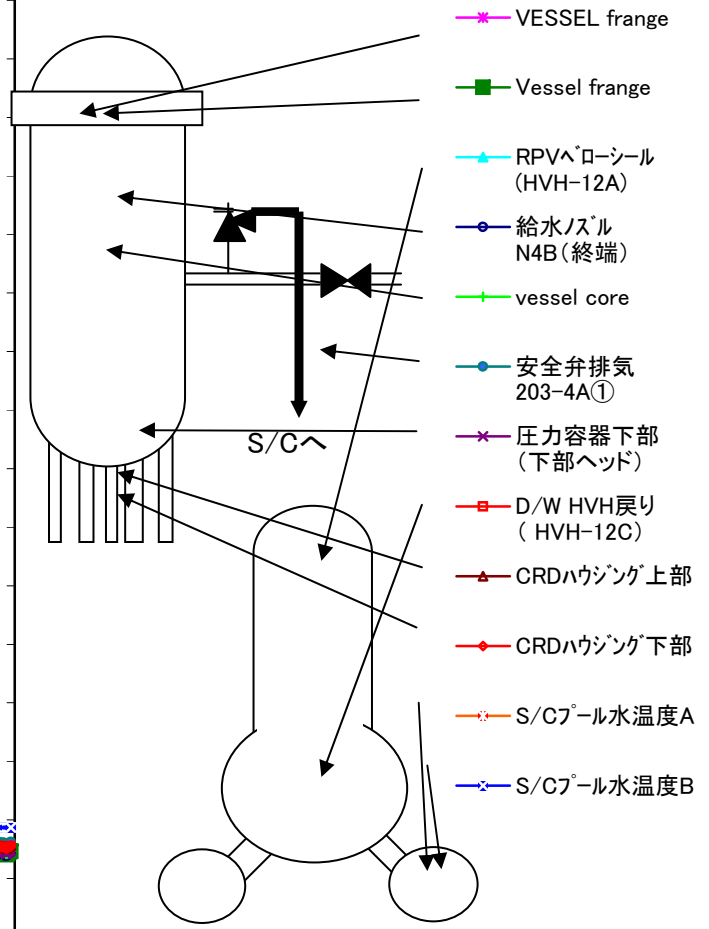 VESSEL frange
Vessel frange
RPVﾍﾞローシール
(HVH-12A)
給水ﾉｽﾞﾙ
N4B(終端)
vessel core
安全弁排気
203-4A①
圧力容器下部
(下部ヘッド)
D/W HVH戻り
( HVH-12C)
CRDﾊｳｼﾞﾝｸﾞ上部
CRDﾊｳｼﾞﾝｸﾞ下部
S/Cﾌﾟｰﾙ水温度A
S/Cﾌﾟｰﾙ水温度B
S/Cへ